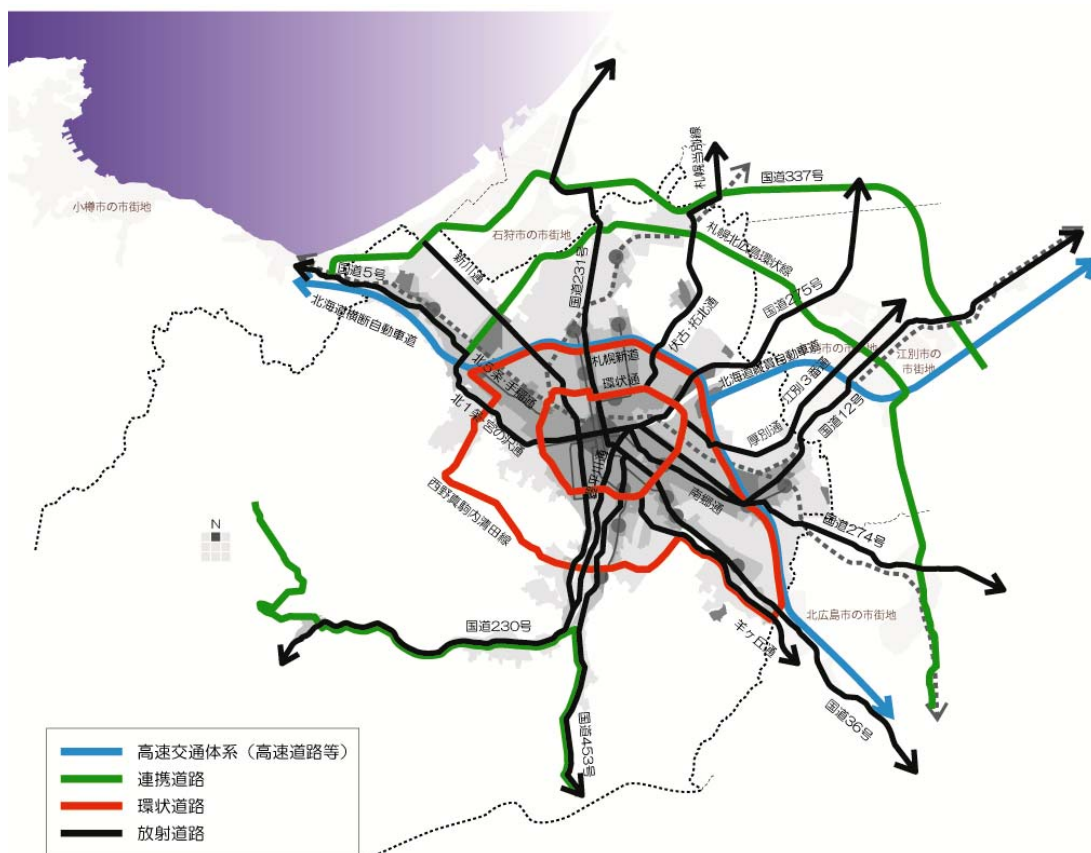 札幌当別線
国道337号
小樽市の市街地
石狩市の市街地
新川通
国道231号
札幌北広島環状線
国道5号
北海道横断自動車道
伏古・拓北通
国道275号
札幌新道
環状通
北海道縦貫自動車道
江別市の
市街地
江別3番通
国道12号
厚別通
北5条・手稲通
北1条・宮の沢通
南郷通
西野真駒内清田線
国道274号
N
北広島市の市街地
羊ヶ丘通
国道230号
国道36号
国道453号
高速交通体系（高速道路等）
連携道路
環状道路
放射道路